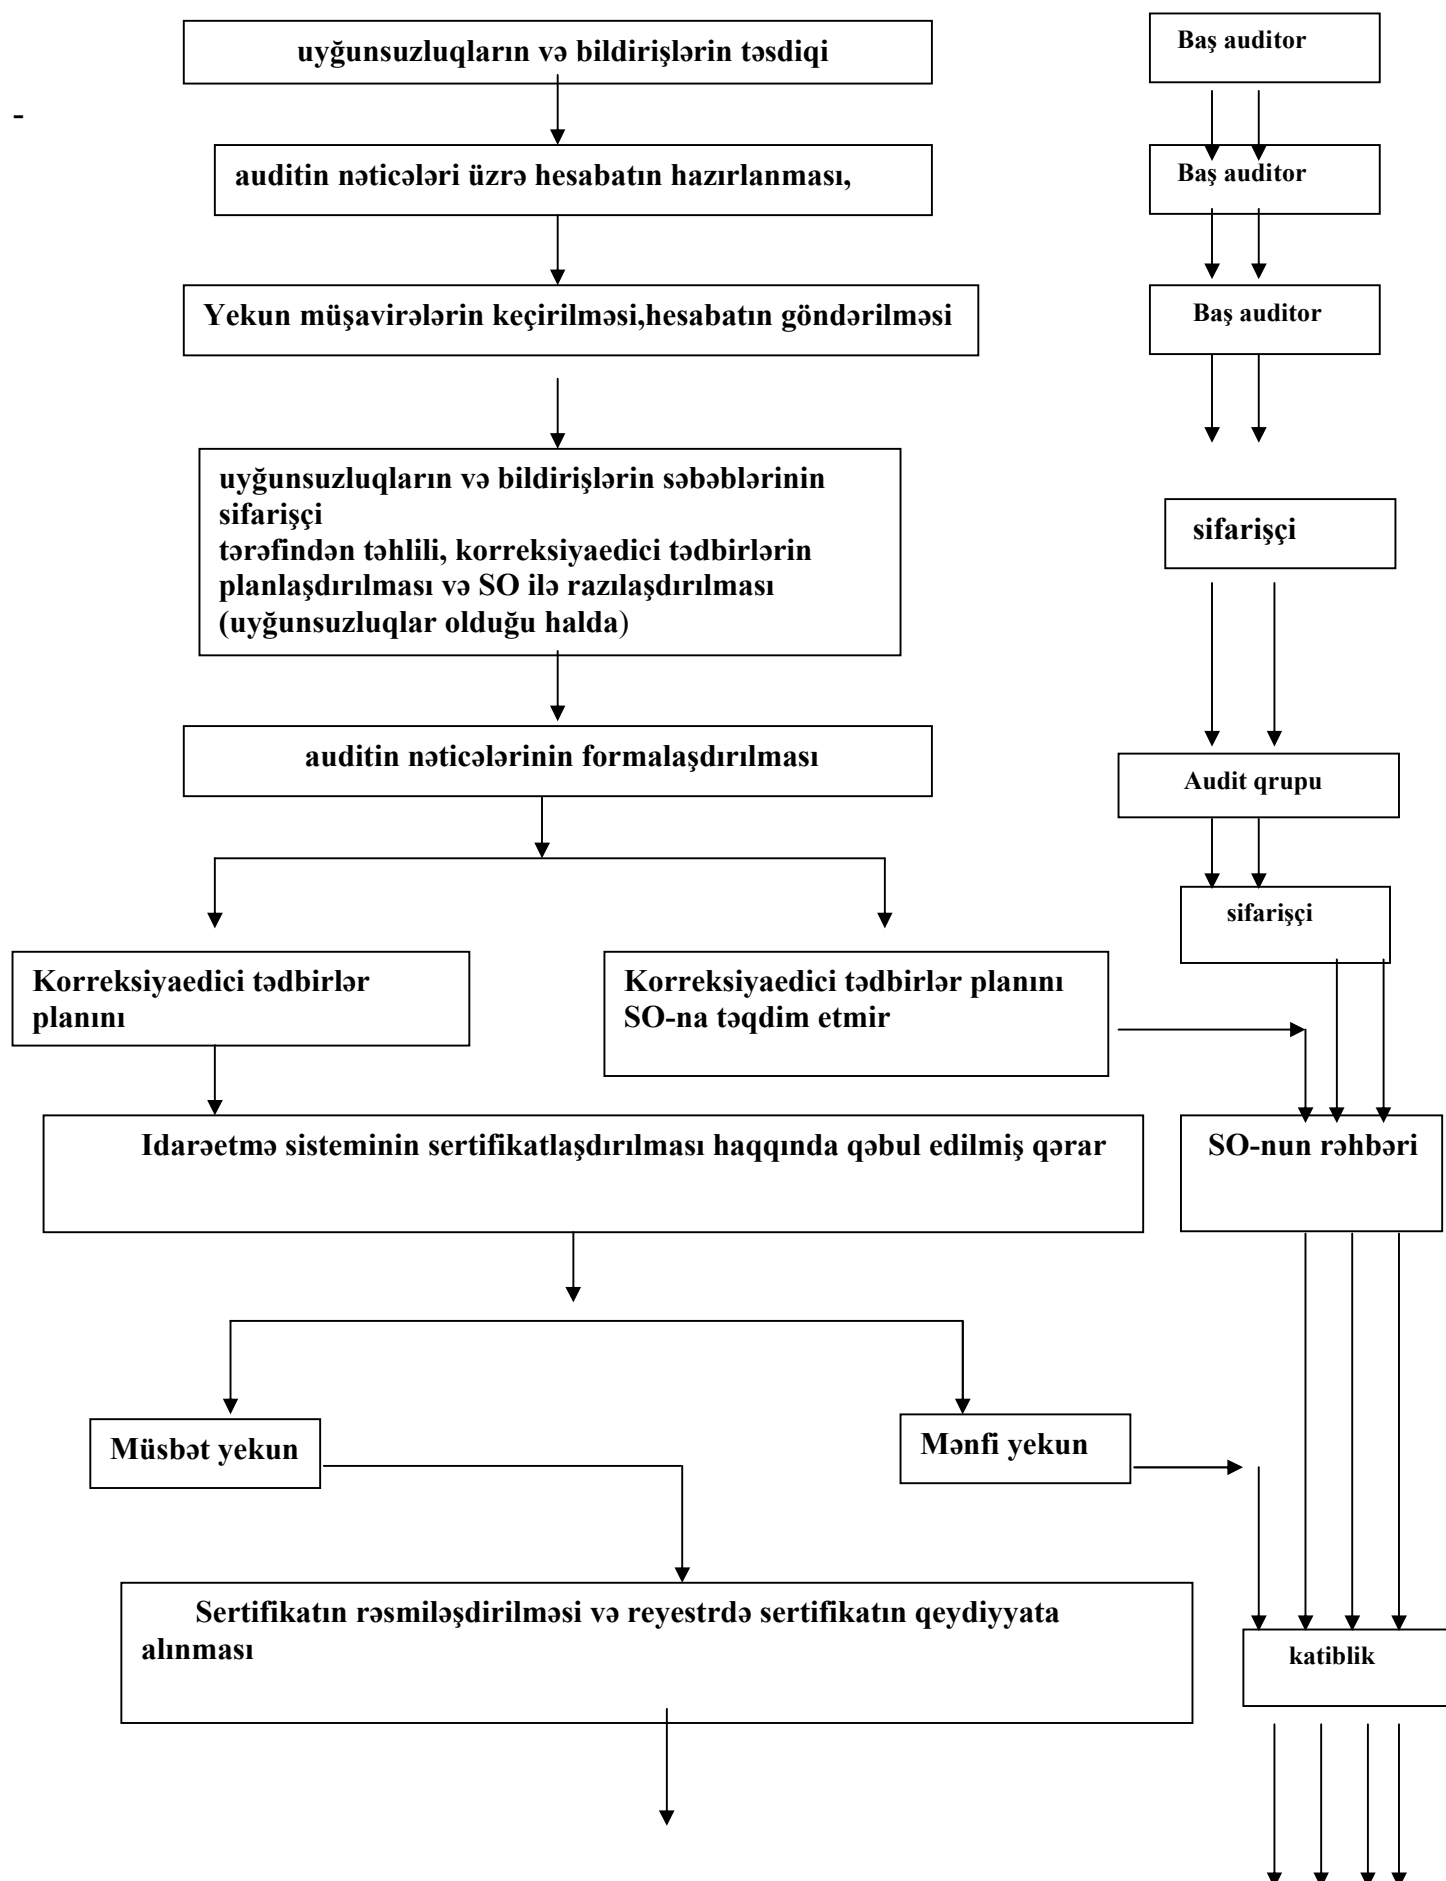 uyğunsuzluqların və bildirişlərin təsdiqi
Baş auditor
-
auditin nəticələri üzrə hesabatın hazırlanması,
Baş auditor
Yekun müşavirələrin keçirilməsi,hesabatın göndərilməsi
Baş auditor
uyğunsuzluqların və bildirişlərin səbəblərinin
sifarişçi
tərəfindən təhlili, korreksiyaedici tədbirlərin
planlaşdırılması və SO ilə razılaşdırılması
(uyğunsuzluqlar olduğu halda)
sifarişçi
auditin nəticələrinin formalaşdırılması
Audit qrupu
sifarişçi
Korreksiyaedici tədbirlər
planını
Korreksiyaedici tədbirlər planını
SO-na təqdim etmir
Idarəetmə sisteminin sertifikatlaşdırılması haqqında qəbul edilmiş qərar
SO-nun rəhbəri
Müsbət yekun
Mənfi yekun
Sertifikatın rəsmiləşdirilməsi və reyestrdə sertifikatın qeydiyyata
alınması
katiblik